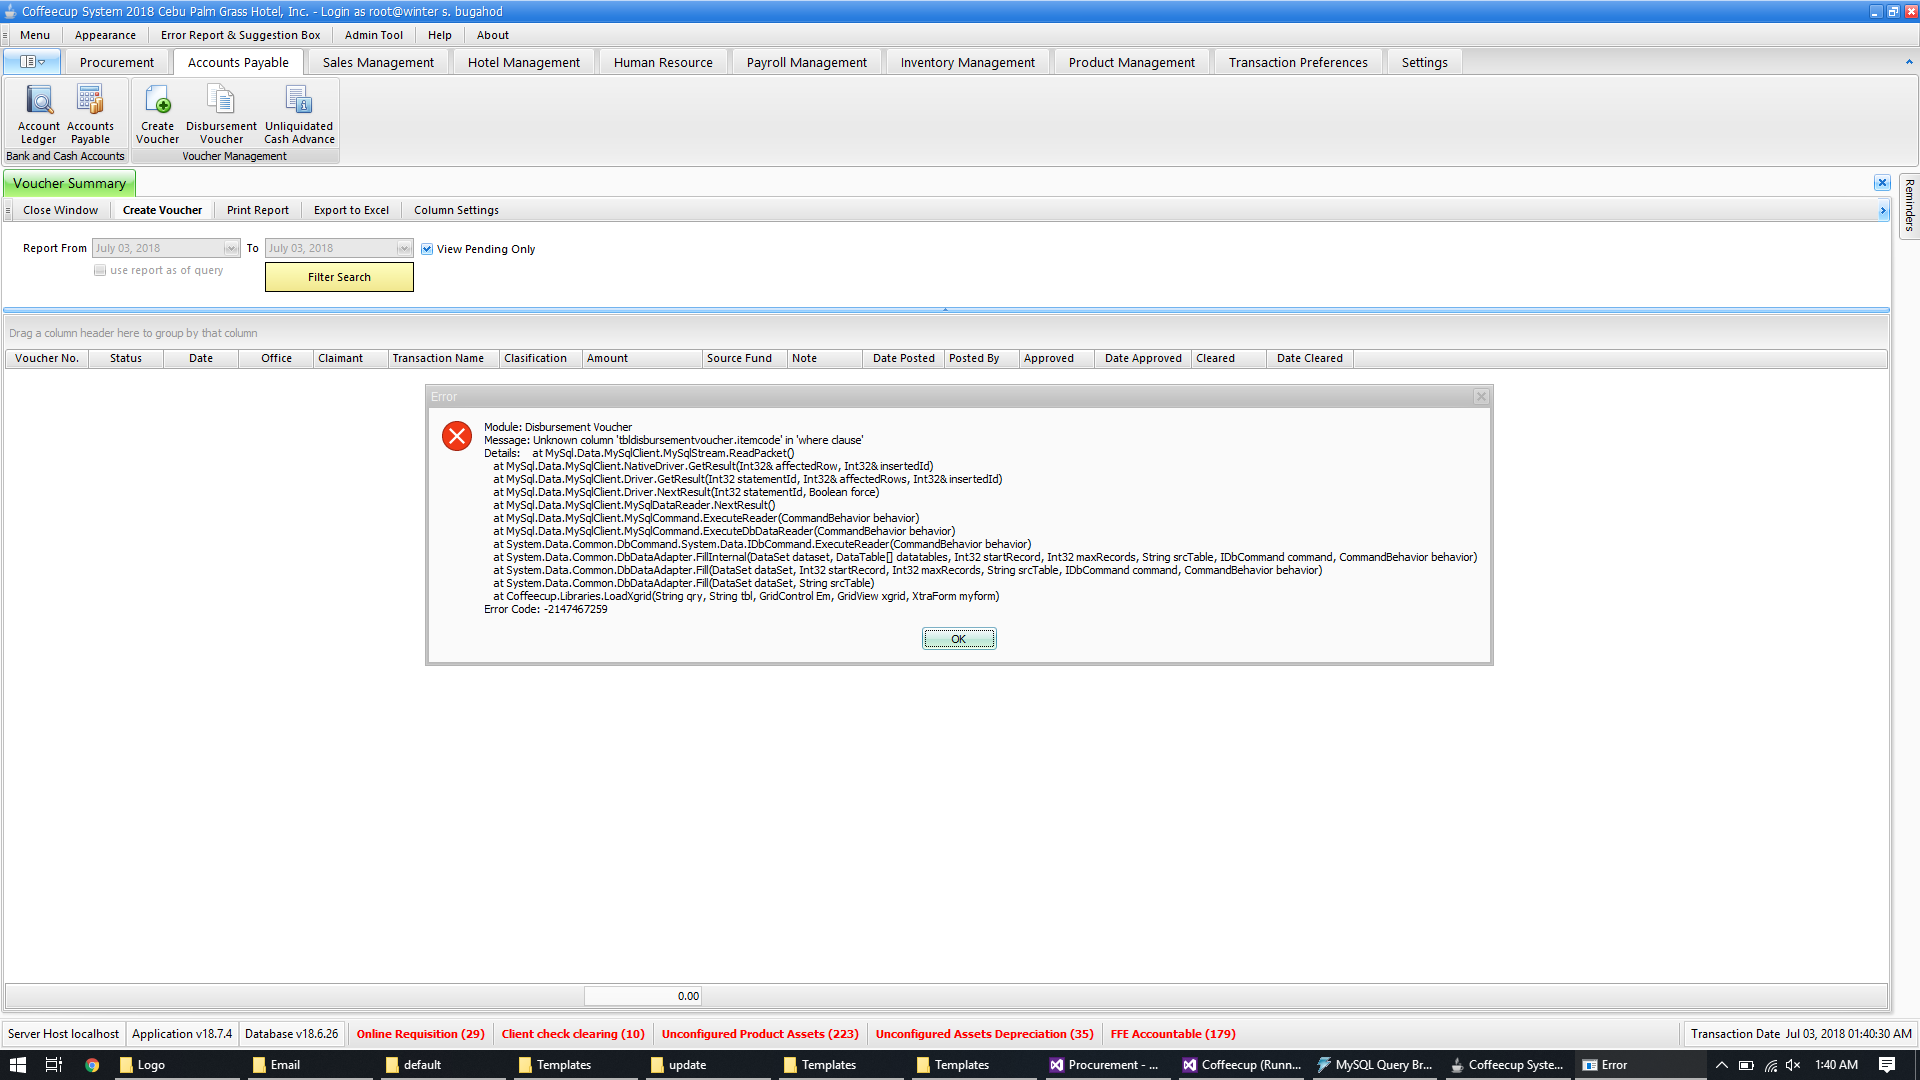 Coffeecup System 2018 Cebu Palm Grass Hotel, Inc. - Login as root@winter s. bugahod
Menu Appearance Error Report & Suggestion Box Admin Tool Help About
Procurement Accounts Payable Sales Management Hotel Management Human Resource Payroll Management Inventory Management Product Management Transaction Preferences Settings
Account Ledger
Accounts Payable
Create Voucher
Disbursement Voucher
Unliquidated Cash Advance
Bank and Cash Accounts Voucher Management
Voucher Summary
Reminders
Close Window Create Voucher Print Report Export to Excel Column Settings
Report From July 03, 2018 To July 03, 2018 View Pending Only
use report as of query
Filter Search
Drag a column header here to group by that column
Voucher No. Status Date Office Claimant Transaction Name Clasification Amount Source Fund Note Date Posted Posted By Approved Date Approved Cleared Date Cleared
Error
Module: Disbursement Voucher
Message: Unknown column 'tbldisbursementvoucher.itemcode' in 'where clause'
Details: at MySql.Data.MySqlClient.MySqlStream.ReadPacket()
at MySql.Data.MySqlClient.NativeDriver.GetResult(Int32& affectedRow, Int32& insertedId)
at MySql.Data.MySqlClient.Driver.GetResult(Int32 statementId, Int32& affectedRows, Int32& insertedId)
at MySql.Data.MySqlClient.Driver.NextResult(Int32 statementId, Boolean force)
at MySql.Data.MySqlClient.MySqlDataReader.NextResult()
at MySql.Data.MySqlClient.MySqlCommand.ExecuteReader(CommandBehavior behavior)
at MySql.Data.MySqlClient.MySqlCommand.ExecuteDbDataReader(CommandBehavior behavior)
at System.Data.Common.DbCommand.System.Data.IDbCommand.ExecuteReader(CommandBehavior behavior)
at System.Data.Common.DbDataAdapter.FillInternal(DataSet dataset, DataTable[] datatables, Int32 startRecord, Int32 maxRecords, String srcTable, IDbCommand command, CommandBehavior behavior)
at System.Data.Common.DbDataAdapter.Fill(DataSet dataSet, Int32 startRecord, Int32 maxRecords, String srcTable, IDbCommand command, CommandBehavior behavior)
at System.Data.Common.DbDataAdapter.Fill(DataSet dataSet, String srcTable)
at Coffeecup.Libraries.LoadXgrid(String qry, String tbl, GridControl Em, GridView xgrid, XtraForm myform)
Error Code: -2147467259
OK
0.00
Server Host localhost Application v18.7.4 Database v18.6.26 Online Requisition (29) Client check clearing (10) Unconfigured Product Assets (223) Unconfigured Assets Depreciation (35) FFE Accountable (179) Transaction Date Jul 03, 2018 01:40:30 AM
Logo Email default Templates update Templates Templates Procurement - ... Coffeecup (Runn... MySQL Query Br... Coffeecup Syste... Error 1:40 AM